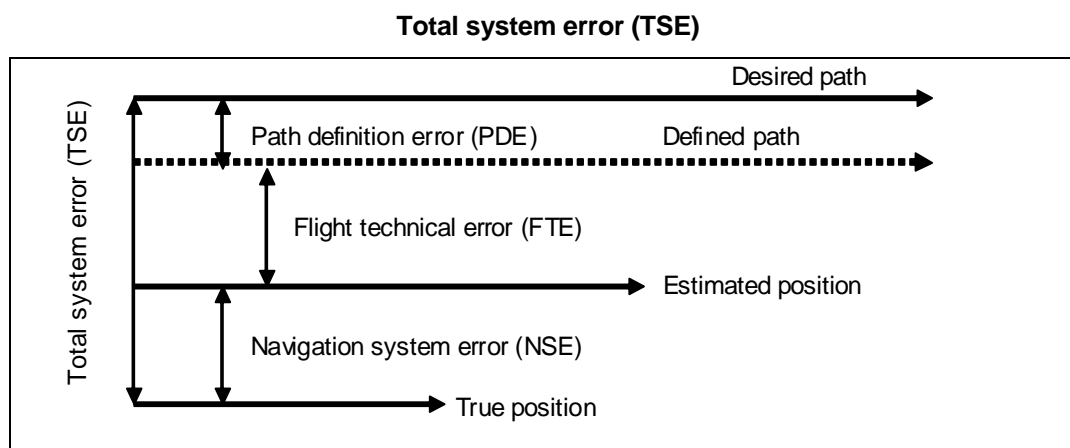 Total system error (TSE)
Desired path
Path definition error (PDE)
Defined path
Flight technical error (FTE)
Estimated position
Navigation system error (NSE)
True position
Total system error (TSE)